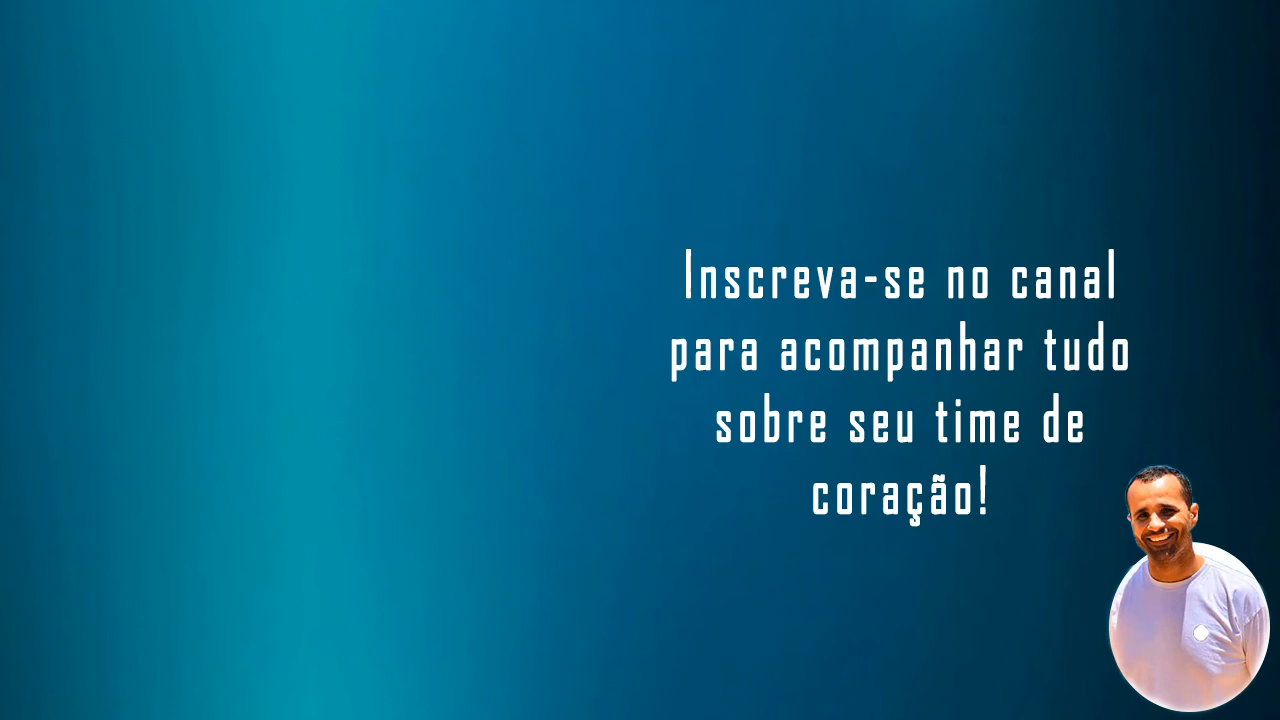 Inscreva-se no canal
para acompanhar tudo
sobre seu time de
coração!